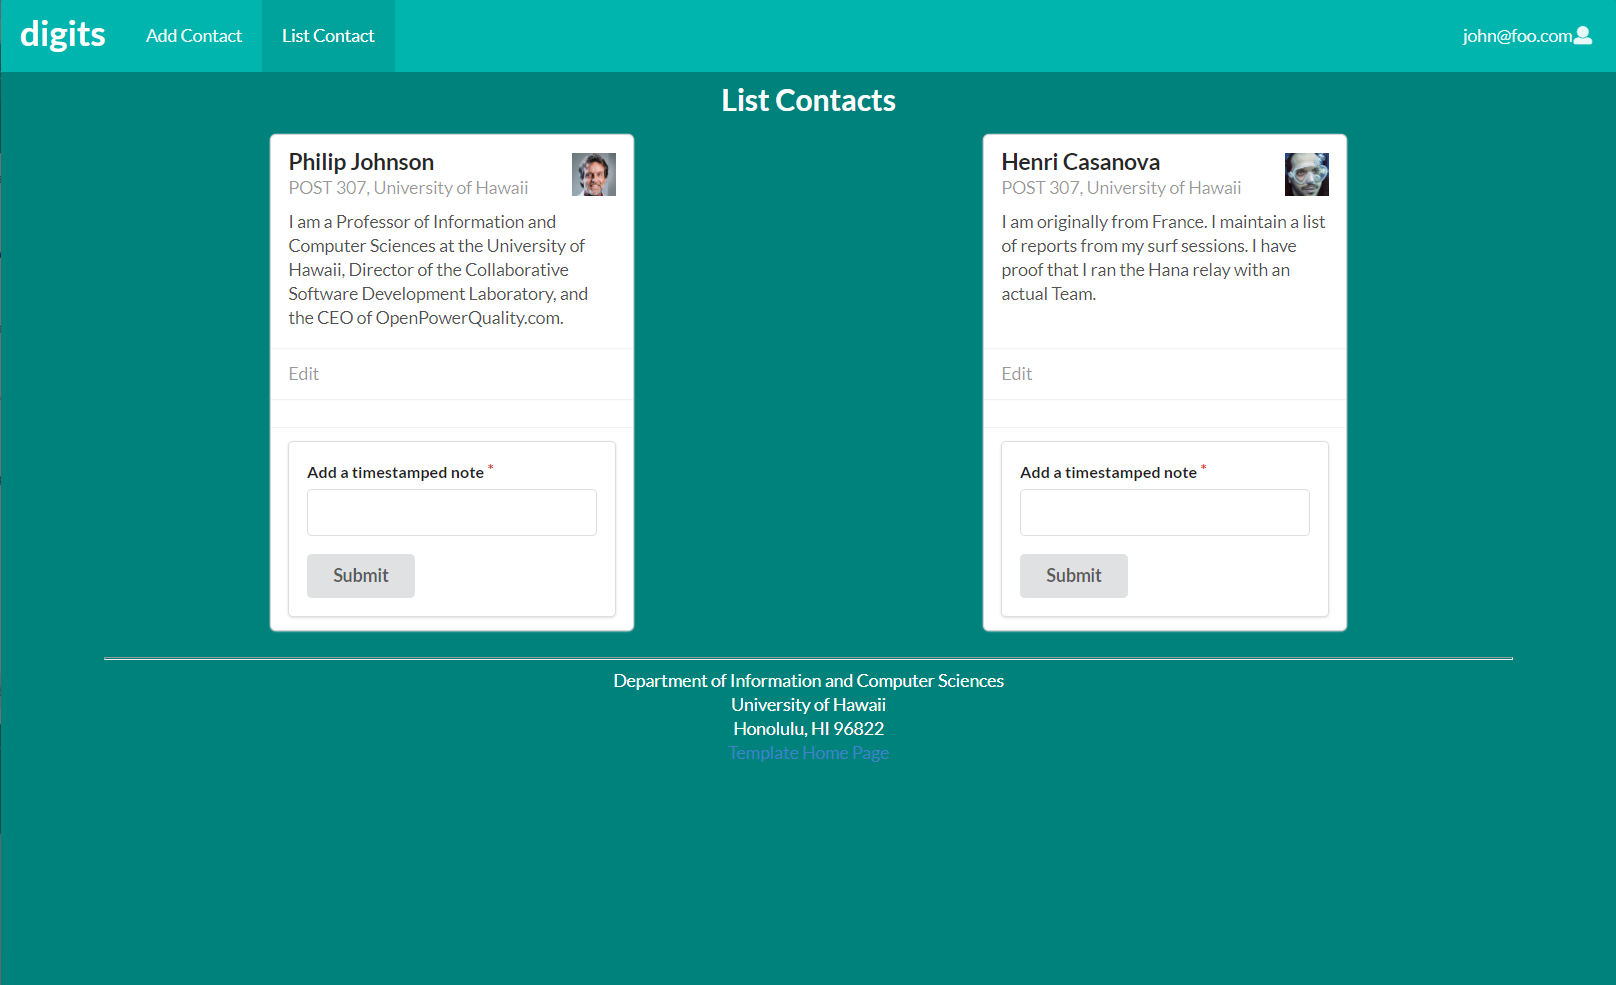 digits
Add Contact
List Contact
john@foo.com
List Contacts
Philip Johnson
POST 307, University of Hawaii
I am a Professor of Information and
Computer Sciences at the University of
Hawaii, Director of the Collaborative
Software Development Laboratory, and
the CEO of OpenPowerQuality.com.
Edit
Add a timestamped note *
Submit
Henri Casanova
POST 307, University of Hawaii
I am originally from France. I maintain a list
of reports from my surf sessions. I have
proof that I ran the Hana relay with an
actual Team.
Edit
Add a timestamped note *
Submit
Department of Information and Computer Sciences
University of Hawaii
Honolulu, HI 96822
Template Home Page